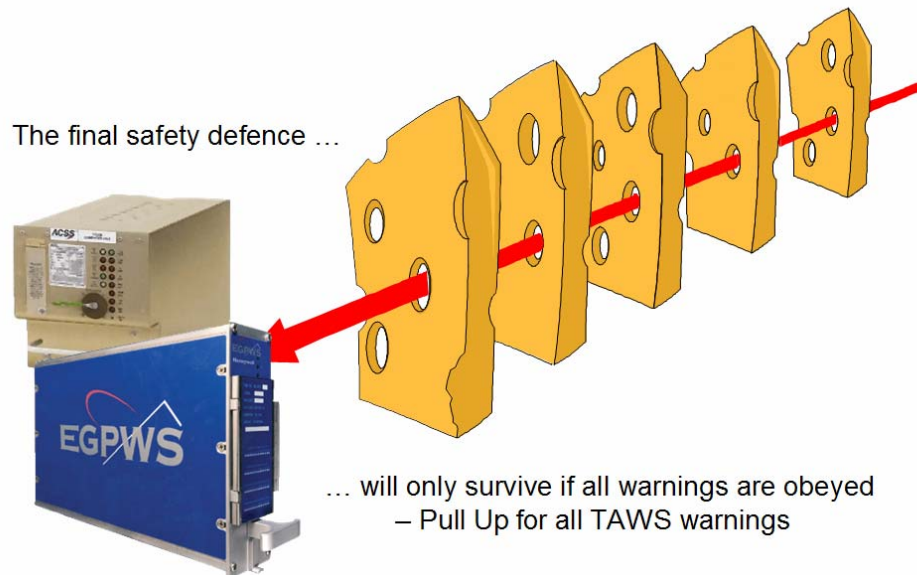 The final safety defence …
ACSS
EGPWS
Honeywell
EGPWS
… will only survive if all warnings are obeyed
– Pull Up for all TAWS warnings